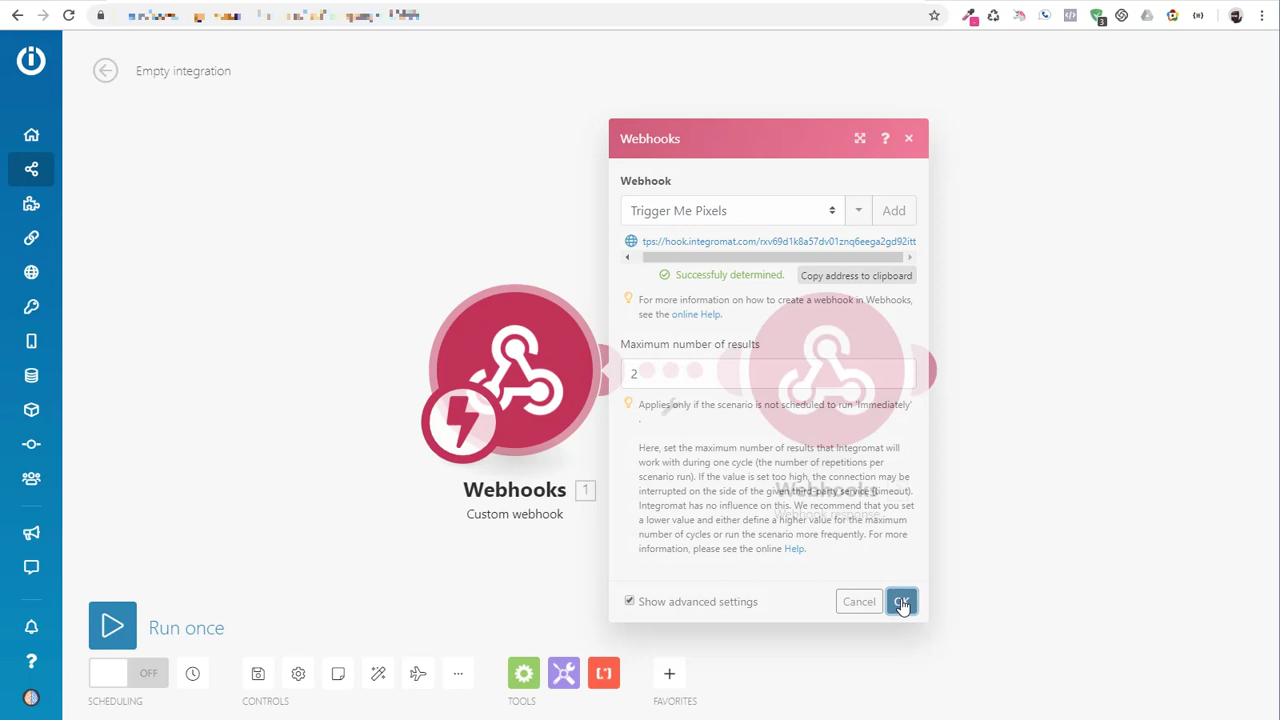 Empty integration
Webhooks
Webhook
Trigger Me Pixels
Add
tps://hook.integromat.com/rxv69d1k8a57dv01znq6eega2gd92itt
Successfuly determined.
Copy address to clipboard
For more information on how to create a webhook in Webhooks,
see the online Help.
Maximum number of results
2
Applies only if the scenario is not scheduled to run 'Immediately'
.
Here, set the maximum number of results that Integromat will
work with during one cycle (the number of repetitions per
scenario run). If the value is set too high, the connection may be
interrupted on the side of the given third-party service (timeout).
Integromat has no influence on this. We recommend that you set
a lower value and either define a higher value for the maximum
number of cycles or run the scenario more frequently. For more
information, please see the online Help.
Show advanced settings
Cancel
OK
Webhooks 1
Custom webhook
Webhooks
Webhook response
Run once
OFF
SCHEDULING
CONTROLS
TOOLS
FAVORITES
3